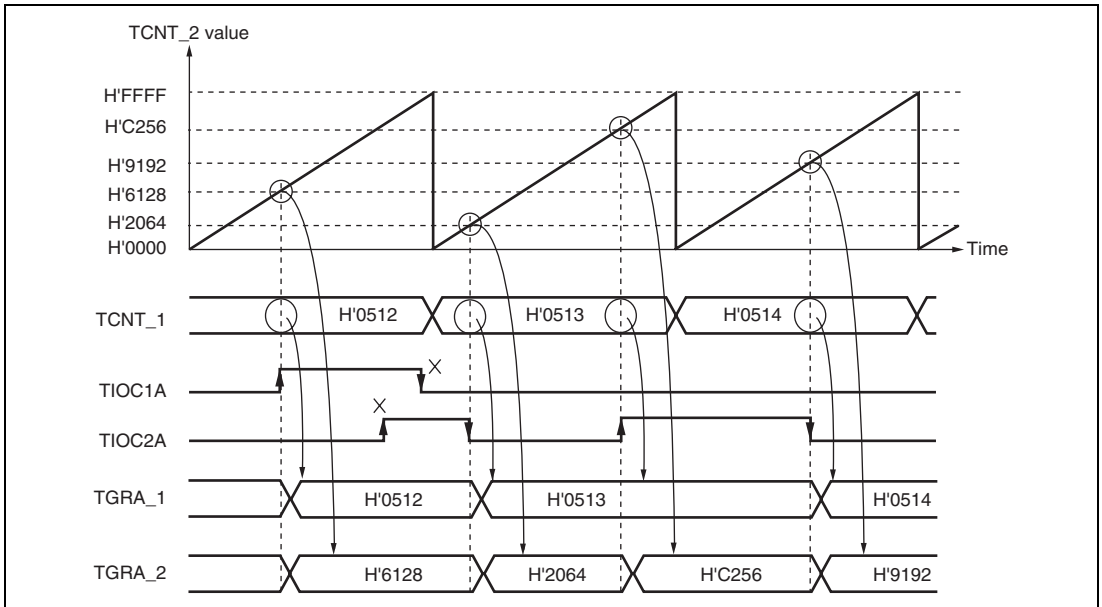 TCNT_2 value
H'FFFF
H'C256
H'9192
H'6128
H'2064
H'0000
Time
TCNT_1 H'0512 H'0513 H'0514
TIOC1A
TIOC2A
TGRA_1 H'0512 H'0513 H'0514
TGRA_2 H'6128 H'2064 H'C256 H'9192